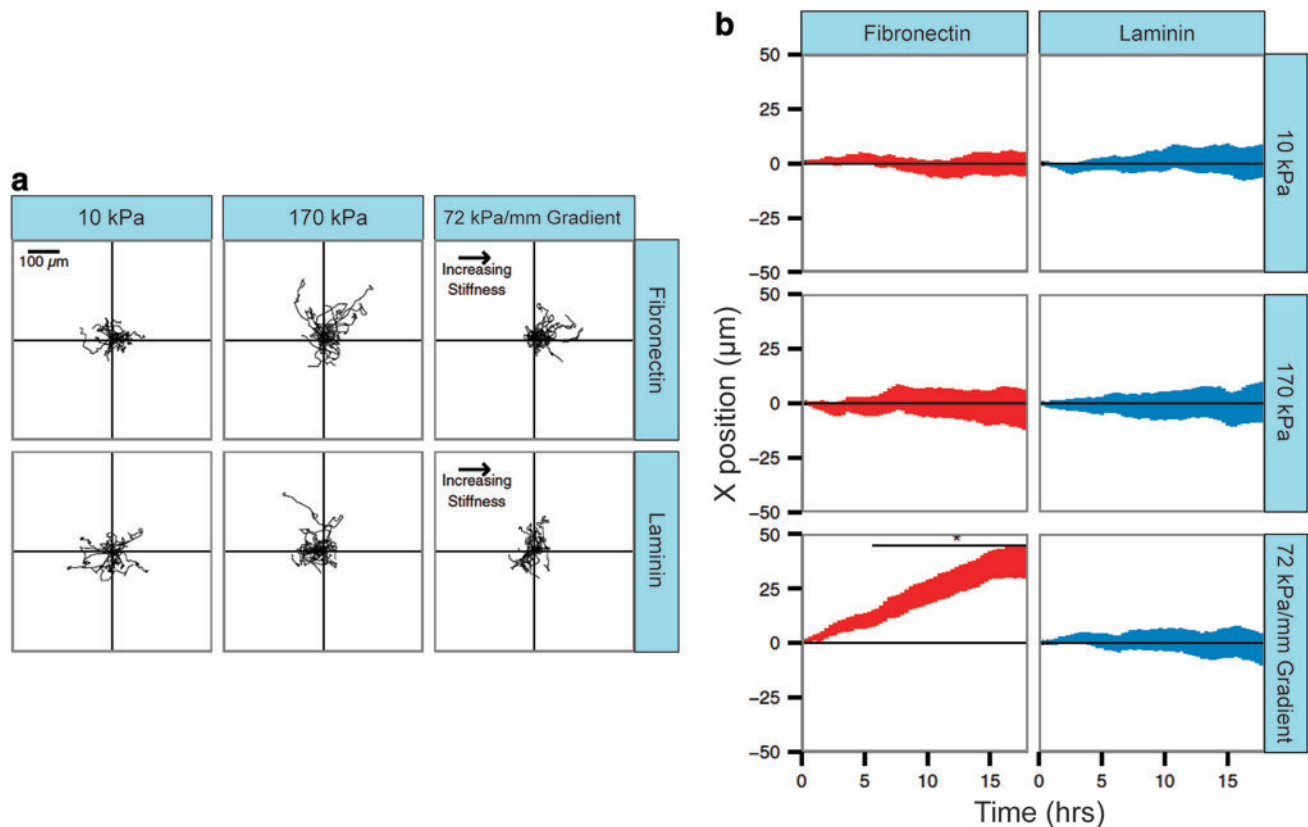 a
10 kPa
170 kPa
72 kPa/mm Gradient
100 µm
Increasing
Stiffness
Fibronectin
Increasing
Stiffness
Laminin
b
Fibronectin
Laminin
50
25
0
−25
−50
10 kPa
50
25
0
−25
−50
170 kPa
50
25
0
−25
−50
*
72 kPa/mm Gradient
X position (µm)
0
5
10
15
0
5
10
15
Time (hrs)